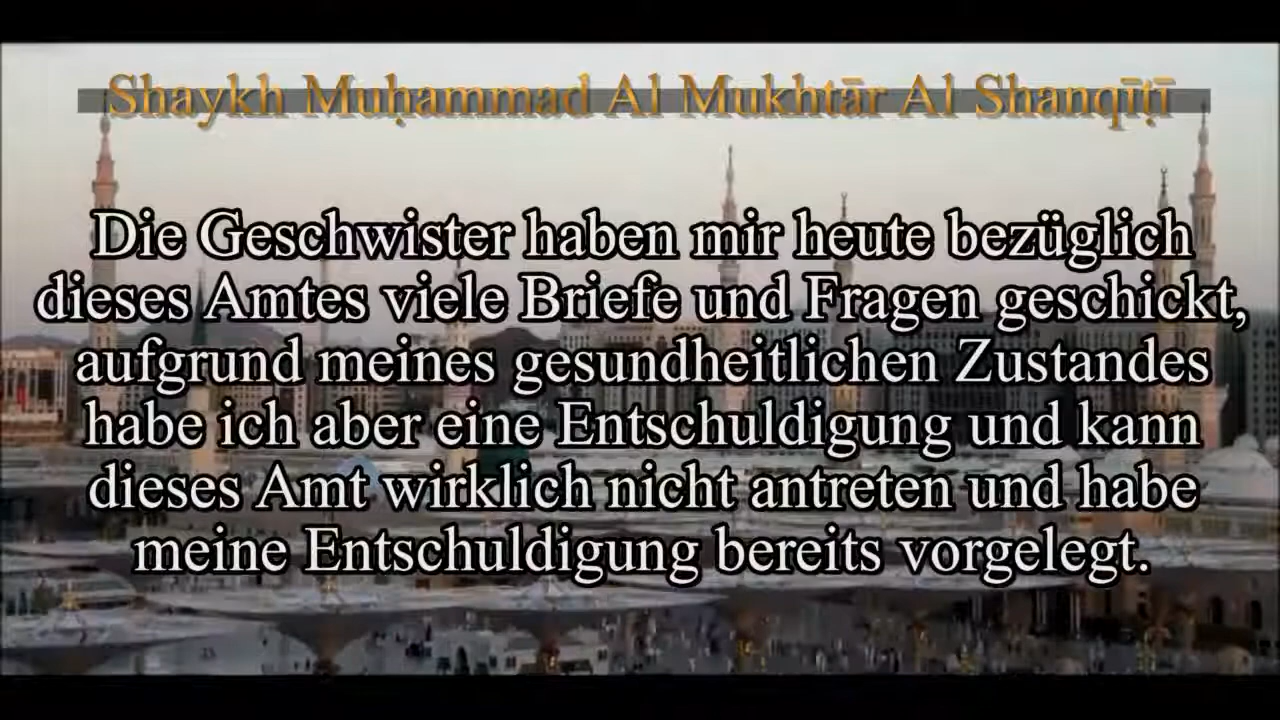 Shaykh Muḥammad Al Mukhtār Al Shanqīṭī
Die Geschwister haben mir heute bezüglich
dieses Amtes viele Briefe und Fragen geschickt,
aufgrund meines gesundheitlichen Zustandes
habe ich aber eine Entschuldigung und kann
dieses Amt wirklich nicht antreten und habe
meine Entschuldigung bereits vorgelegt.